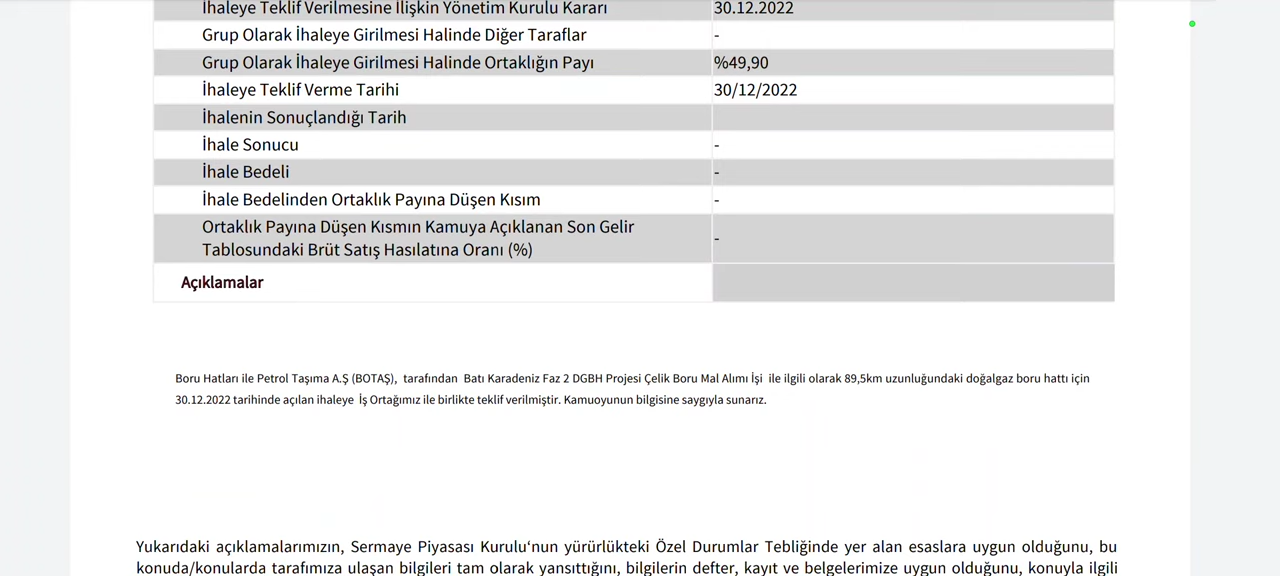 İhaleye Teklif Verilmesine İlişkin Yönetim Kurulu Kararı 30.12.2022
Grup Olarak İhaleye Girilmesi Halinde Diğer Taraflar -
Grup Olarak İhaleye Girilmesi Halinde Ortaklığın Payı %49,90
İhaleye Teklif Verme Tarihi 30/12/2022
İhalenin Sonuçlandığı Tarih
İhale Sonucu -
İhale Bedeli -
İhale Bedelinden Ortaklık Payına Düşen Kısım -
Ortaklık Payına Düşen Kısmın Kamuya Açıklanan Son Gelir
Tablosundaki Brüt Satış Hasılatına Oranı (%) -
Açıklamalar
Boru Hatları ile Petrol Taşıma A.Ş (BOTAŞ), tarafından Batı Karadeniz Faz 2 DGBH Projesi Çelik Boru Mal Alımı İşi ile ilgili olarak 89,5km uzunluğundaki doğalgaz boru hattı için
30.12.2022 tarihinde açılan ihaleye İş Ortağımız ile birlikte teklif verilmiştir. Kamuoyunun bilgisine saygıyla sunarız.
Yukarıdaki açıklamalarımızın, Sermaye Piyasası Kurulu'nun yürürlükteki Özel Durumlar Tebliğinde yer alan esaslara uygun olduğunu, bu
konuda/konularda tarafımıza ulaşan bilgileri tam olarak yansıttığını, bilgilerin defter, kayıt ve belgelerimize uygun olduğunu, konuyla ilgili